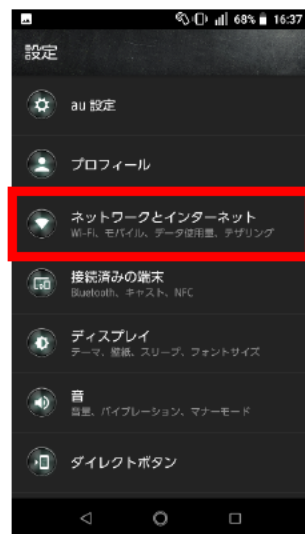 68% 16:37
設定
au 設定
プロフィール
ネットワークとインターネット
Wi-Fi、モバイル、データ使用量、テザリング
接続済みの端末
Bluetooth、キャスト、NFC
ディスプレイ
テーマ、壁紙、スリープ、フォントサイズ
音
音量、バイブレーション、マナーモード
ダイレクトボタン